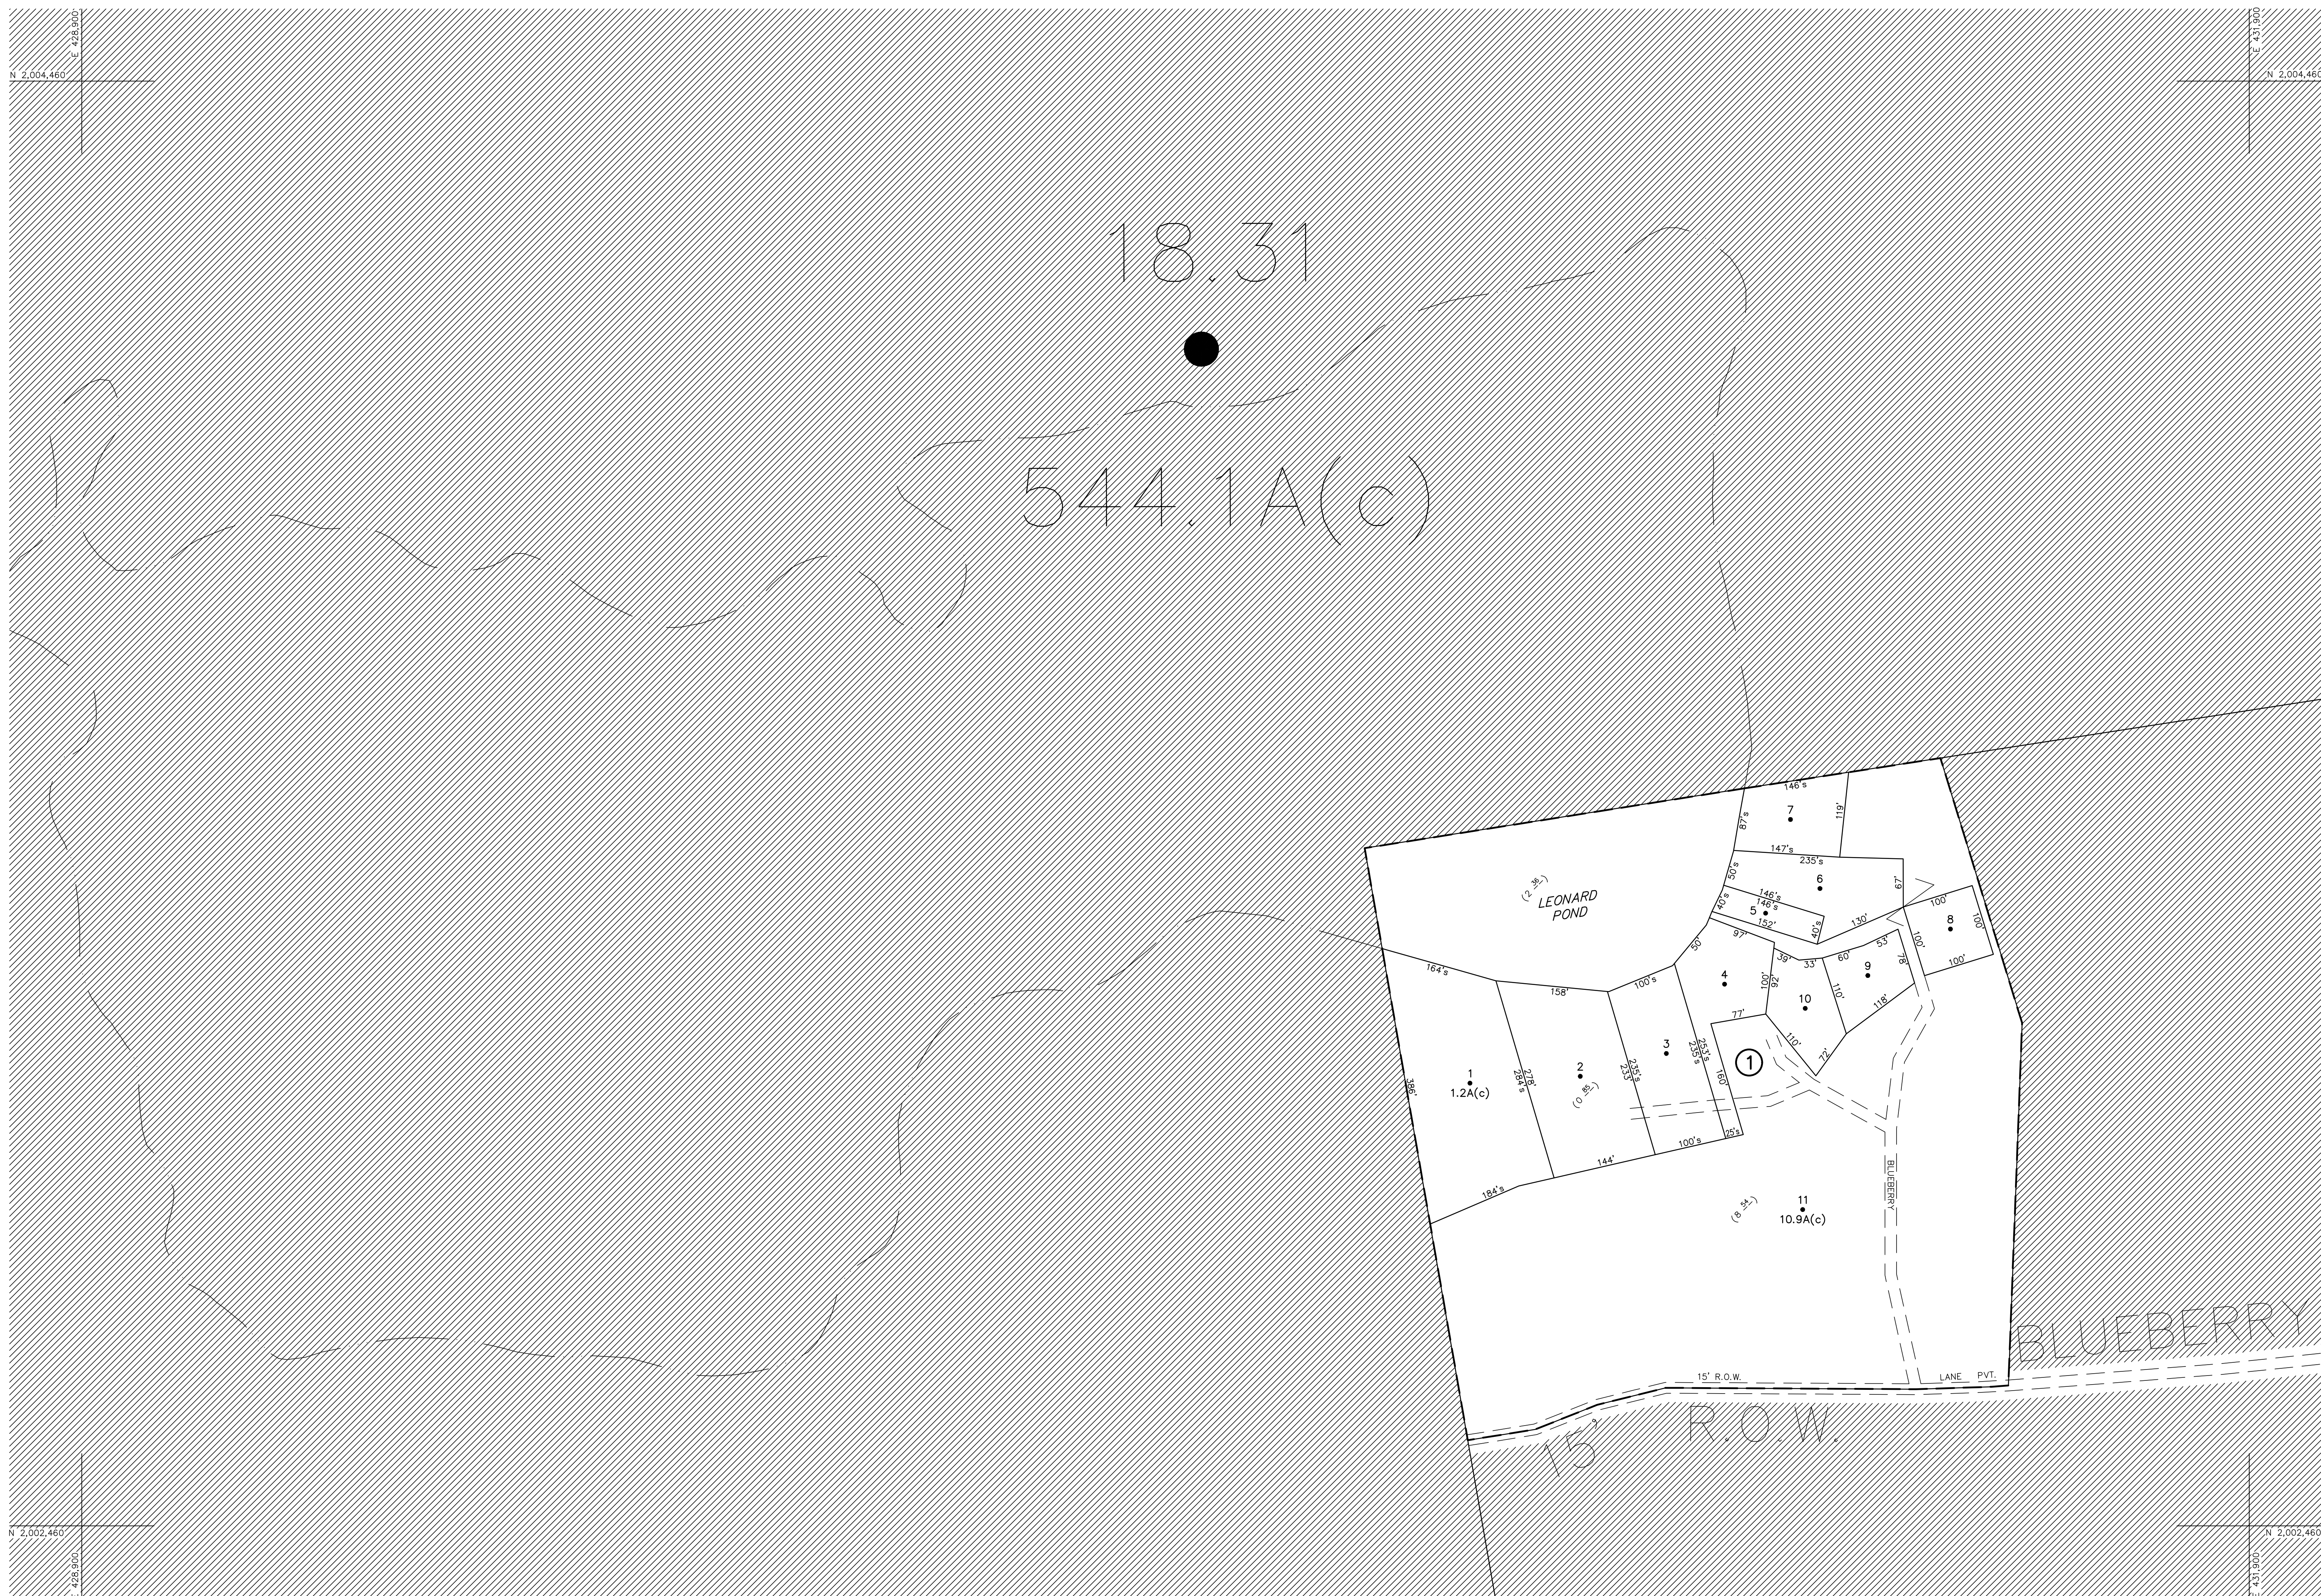 E 428,900
E 431,900
N 2,004,460
N 2,004,460
18.31
544.1A(c)
146's
7
119'
87's
147's
235's
50's
6
67'
146's
146's
5
40's
152'
40's
130'
100'
8
100'
100'
100'
(2 36)
LEONARD
POND
50'
97'
39'
33'
60'
53'
78'
9
4
100'
92'
10
110'
118'
164's
158'
100's
77'
110'
72'
3
253's
235's
160'
1
1
1.2A(c)
2
(0 85)
386'
278'
284's
235's
233'
25's
100's
144'
184's
11
10.9A(c)
(8 54)
BLUEBERRY
BLUEBERRY
15' R.O.W.
LANE PVT.
15' R.O.W.
N 2,002,460
N 2,002,460
E 428,900
E 431,900